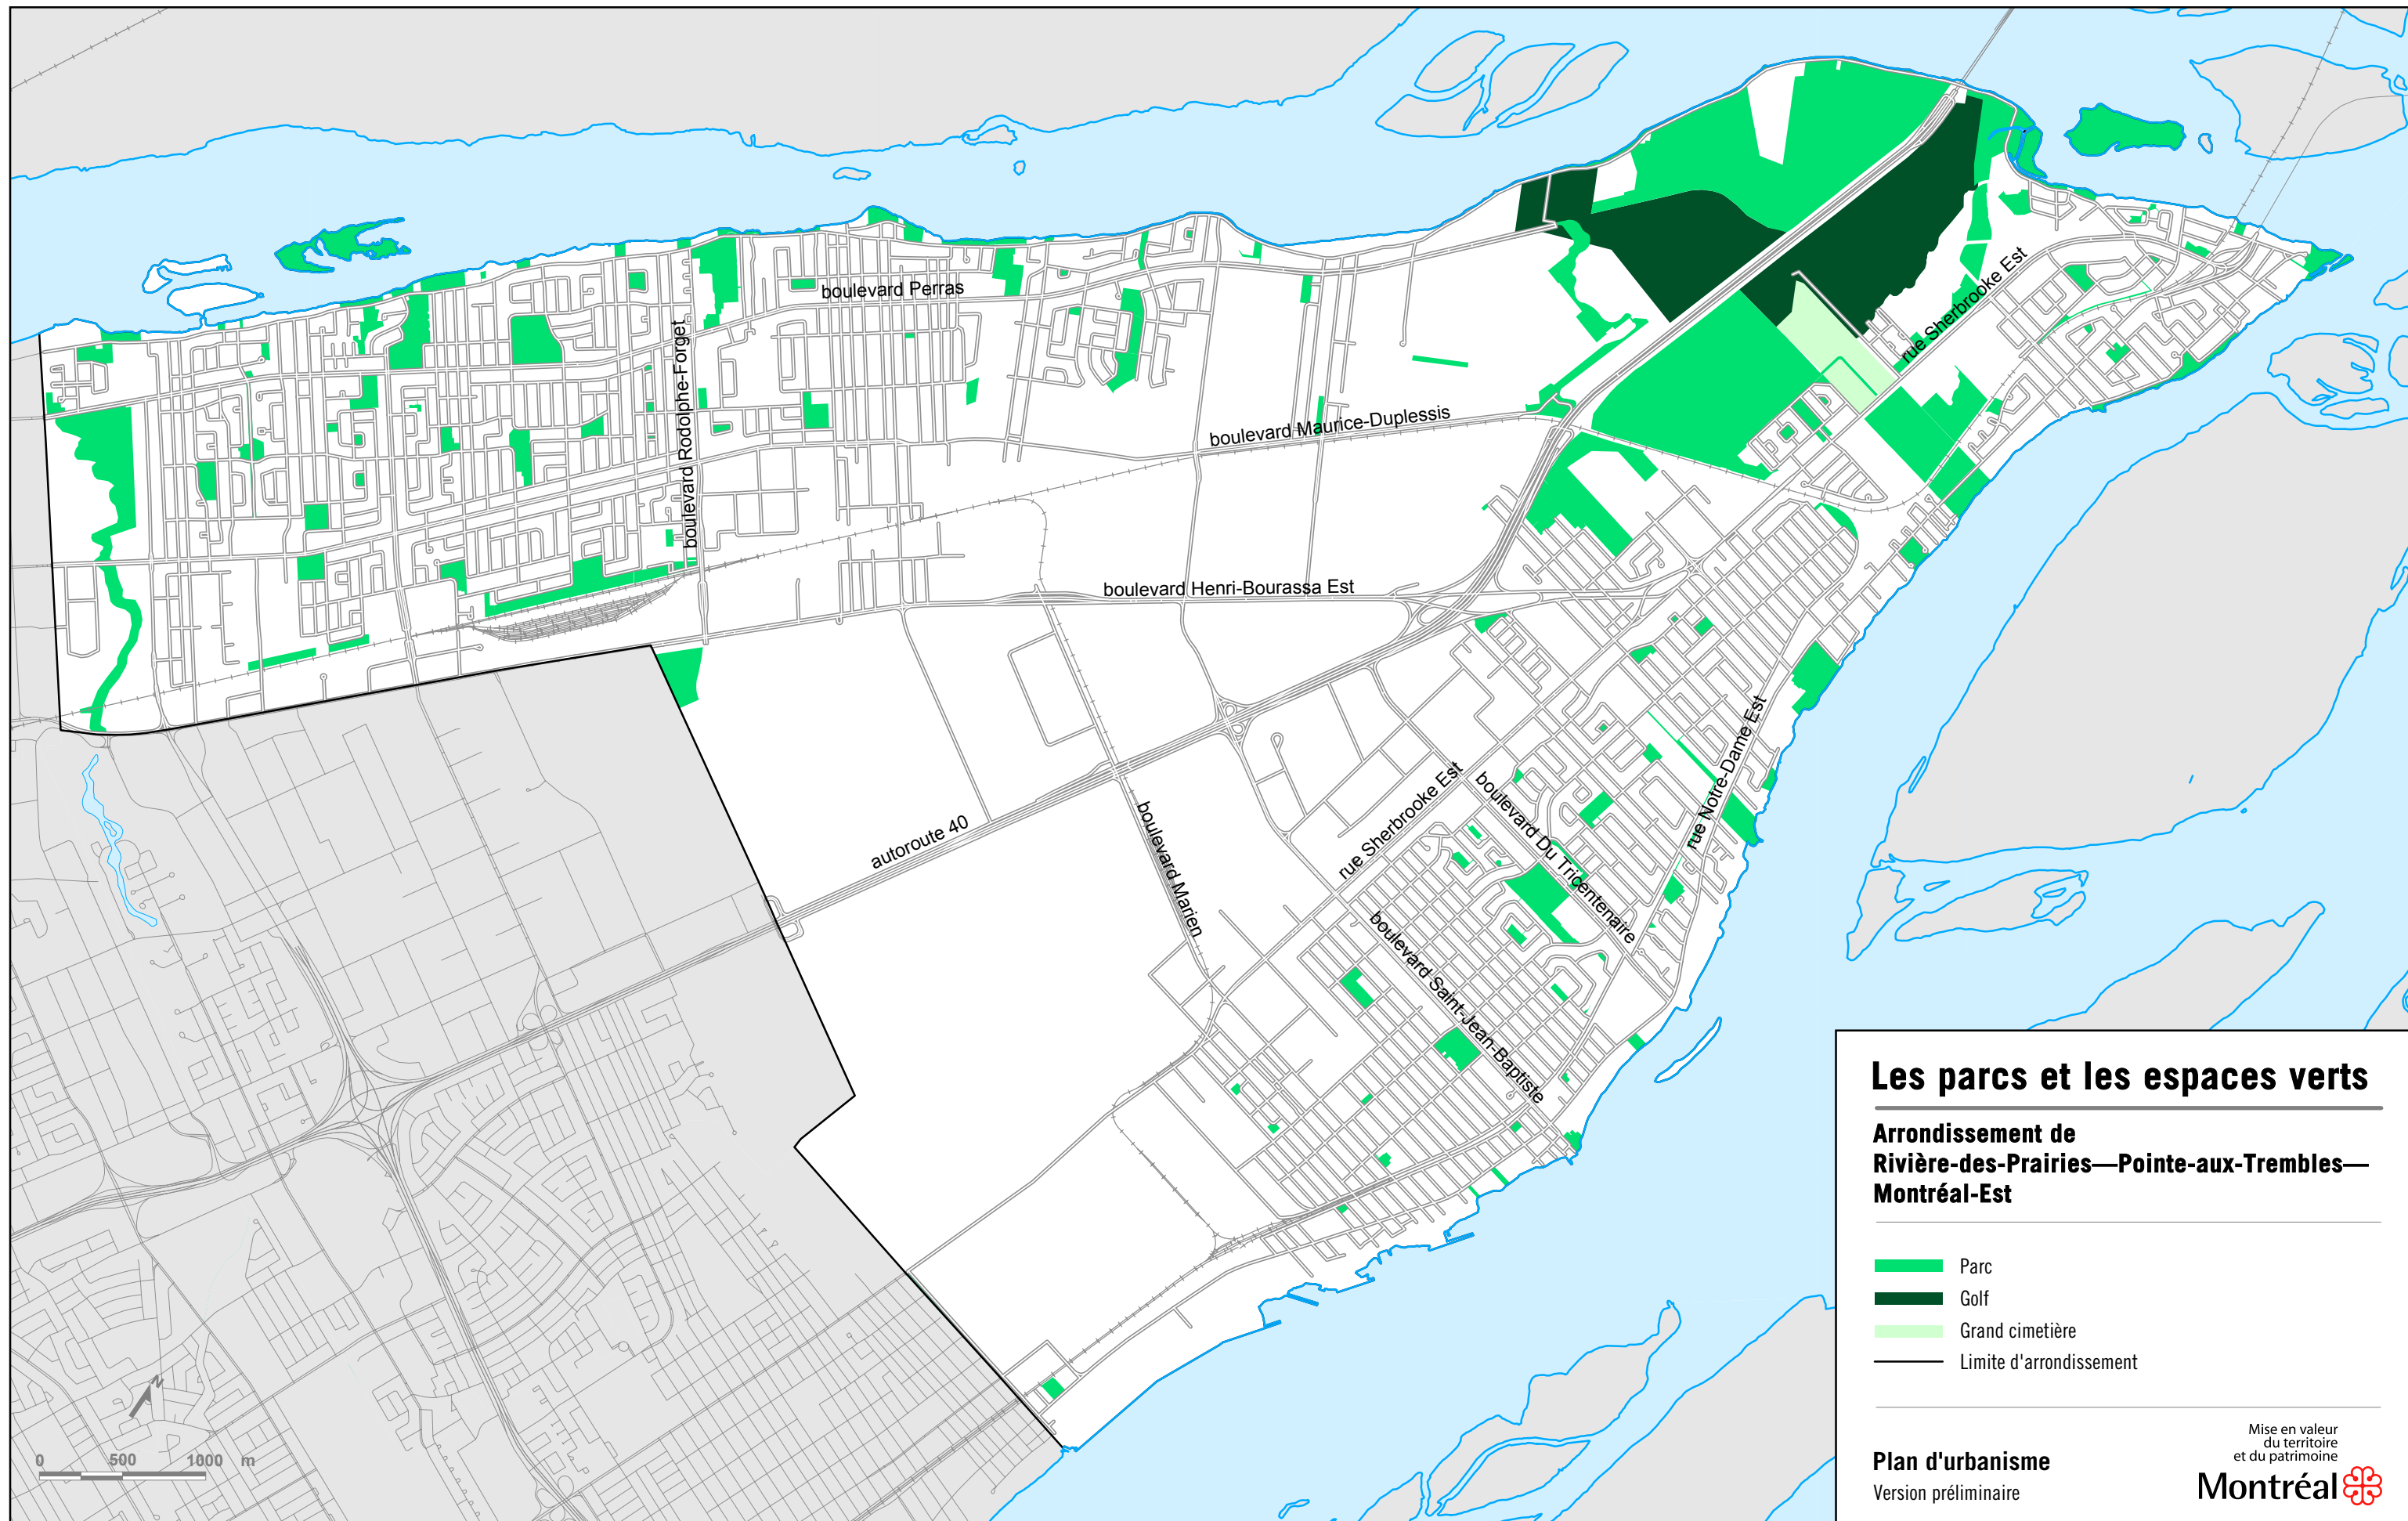 rue Sherbrooke Est
boulevard Perras
boulevard Rodolphe-Forget
boulevard Maurice-Duplessis
boulevard Henri-Bourassa Est
rue Notre-Dame Est
autoroute 40
boulevard Marien
rue Sherbrooke Est
boulevard Du Tricentenaire
boulevard Saint-Jean-Baptiste
Les parcs et les espaces verts
Arrondissement de
Rivière-des-Prairies—Pointe-aux-Trembles—
Montréal-Est
Parc
Golf
Grand cimetière
Limite d'arrondissement
N
0 500 1000 m
Mise en valeur
du territoire
et du patrimoine
Plan d'urbanisme
Version préliminaire
Montréal